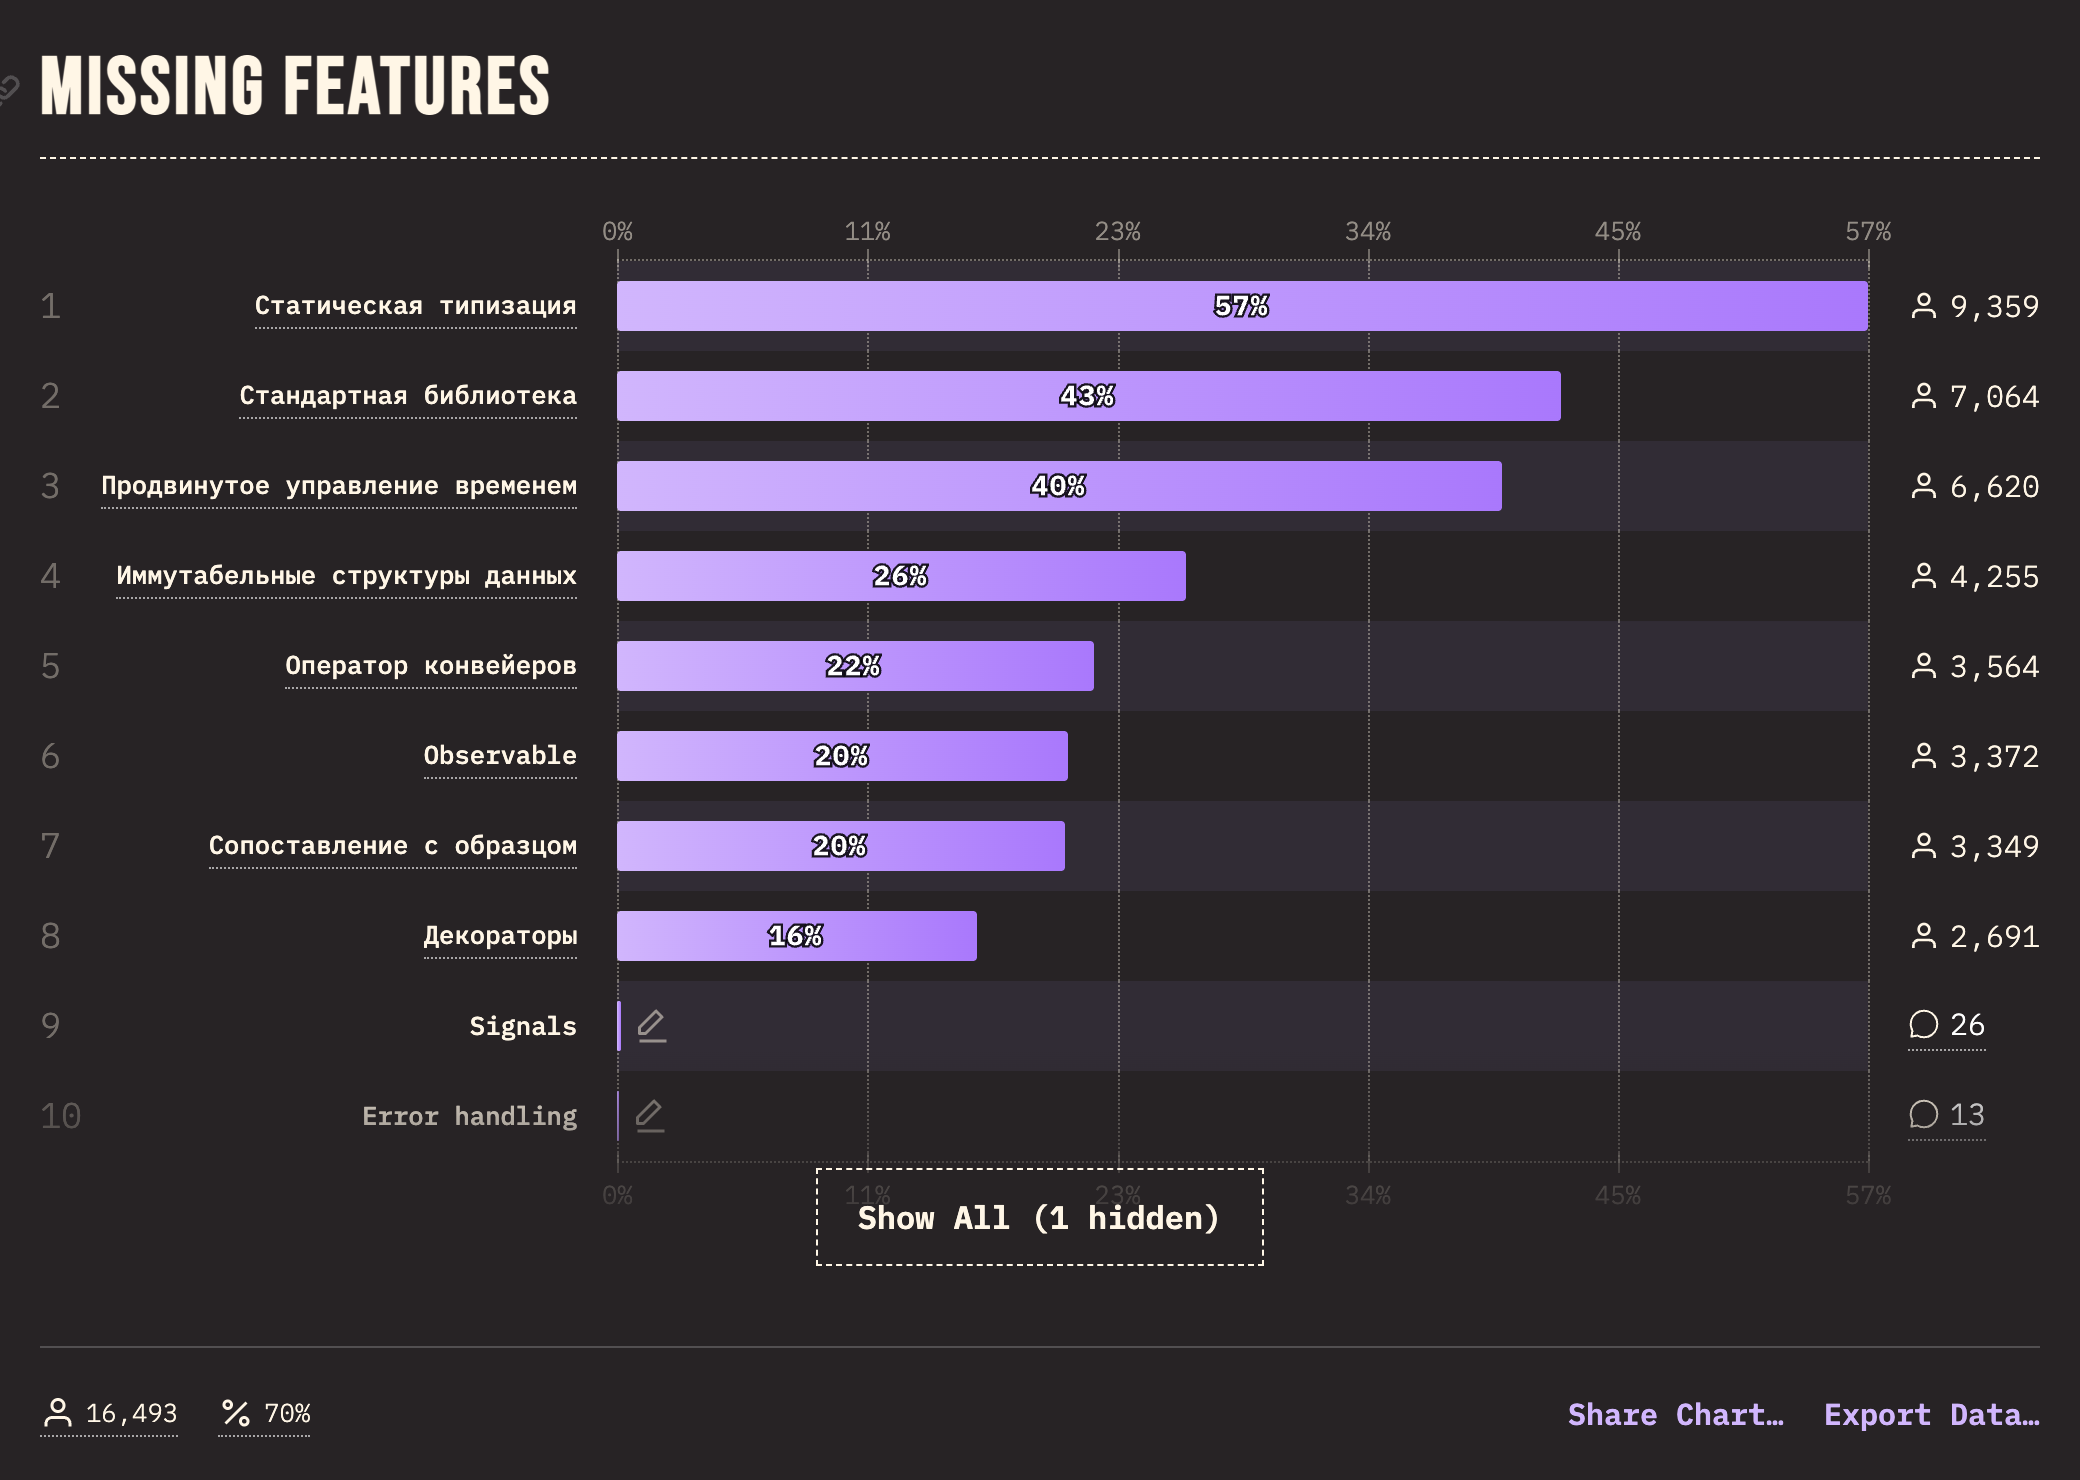 MISSING FEATURES
0% 11% 23% 34% 45% 57%
1 Статическая типизация 57% 9,359
2 Стандартная библиотека 43% 7,064
3 Продвинутое управление временем 40% 6,620
4 Иммутабельные структуры данных 26% 4,255
5 Оператор конвейеров 22% 3,564
6 Observable 20% 3,372
7 Сопоставление с образцом 20% 3,349
8 Декораторы 16% 2,691
9 Signals 26
10 Error handling 13
0% 11% 23% 34% 45% 57%
Show All (1 hidden)
16,493 70% Share Chart… Export Data…